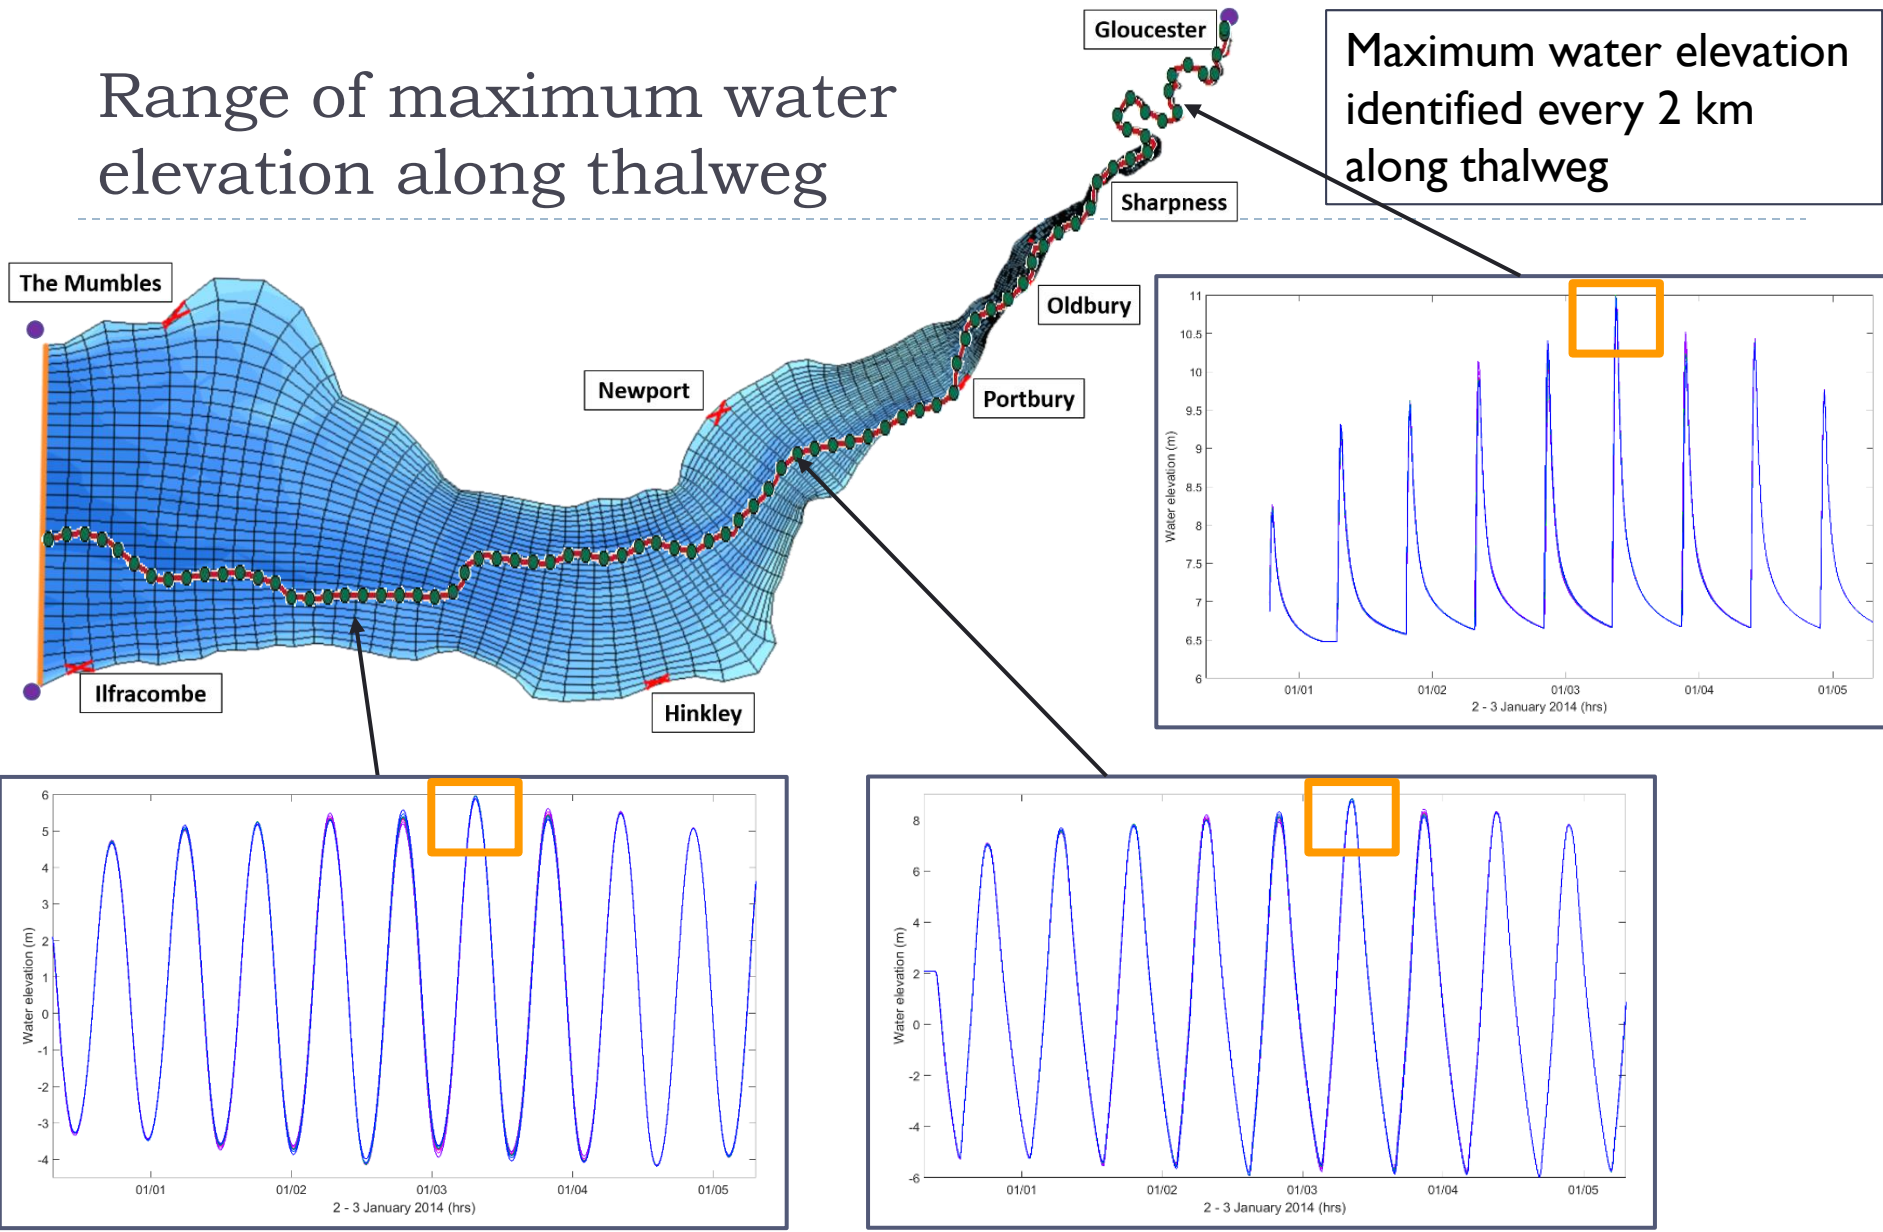 Range of maximum water
elevation along thalweg
Maximum water elevation
identified every 2 km
along thalweg
Gloucester
Sharpness
Oldbury
Portbury
Newport
The Mumbles
Ilfracombe
Hinkley
11
10.5
10
9.5
9
8.5
8
7.5
7
6.5
6
Water elevation (m)
01/01 01/02 01/03 01/04 01/05
2 - 3 January 2014 (hrs)
6
5
4
3
2
1
0
-1
-2
-3
-4
Water elevation (m)
01/01 01/02 01/03 01/04 01/05
2 - 3 January 2014 (hrs)
8
6
4
2
0
-2
-4
-6
Water elevation (m)
01/01 01/02 01/03 01/04 01/05
2 - 3 January 2014 (hrs)